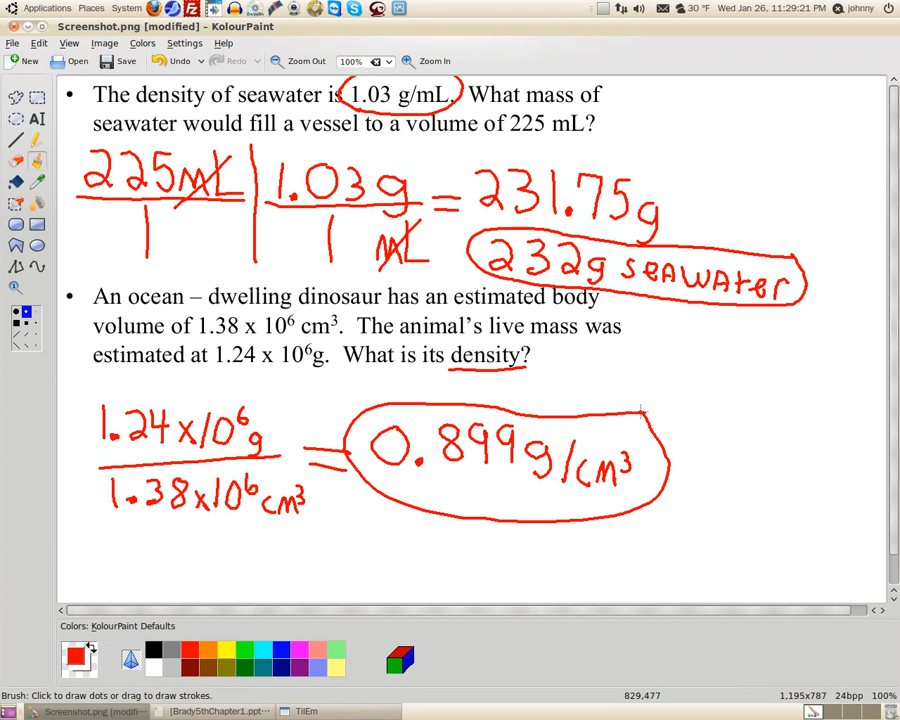 Applications Places System 30 °F Wed Jan 26, 11:29:21 PM johnny
Screenshot.png [modified] – KolourPaint
File Edit View Image Colors Settings Help
New Open Save Undo Redo Zoom Out 100% Zoom In
• The density of seawater is 1.03 g/mL. What mass of
seawater would fill a vessel to a volume of 225 mL?
225mL | 1.03g = 231.75g
1 | 1 mL
232g seawater
• An ocean – dwelling dinosaur has an estimated body
volume of 1.38 x 10⁶ cm³. The animal's live mass was
estimated at 1.24 x 10⁶g. What is its density?
1.24x10⁶g
= 0.899g/cm³
1.38x10⁶cm³
Colors: KolourPaint Defaults
Brush: Click to draw dots or drag to draw strokes. 829,477 1,195x787 24bpp 100%
Screenshot.png [modifi··· [Brady5thChapter1.ppt··· TilEm